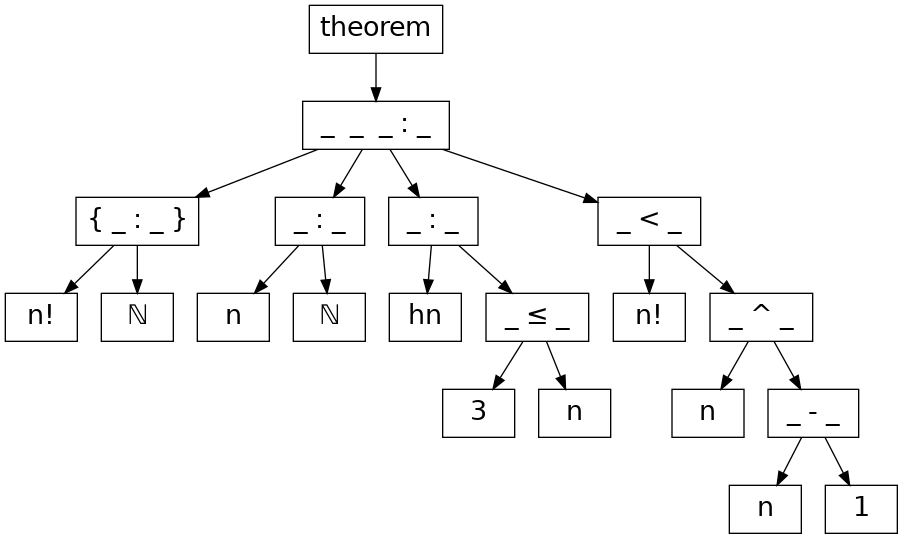 theorem
_ _ _ : _
{ _ : _ }
_ : _
_ : _
_ < _
n!
ℕ
n
ℕ
hn
_ ≤ _
n!
_ ^ _
3
n
n
_ - _
n
1